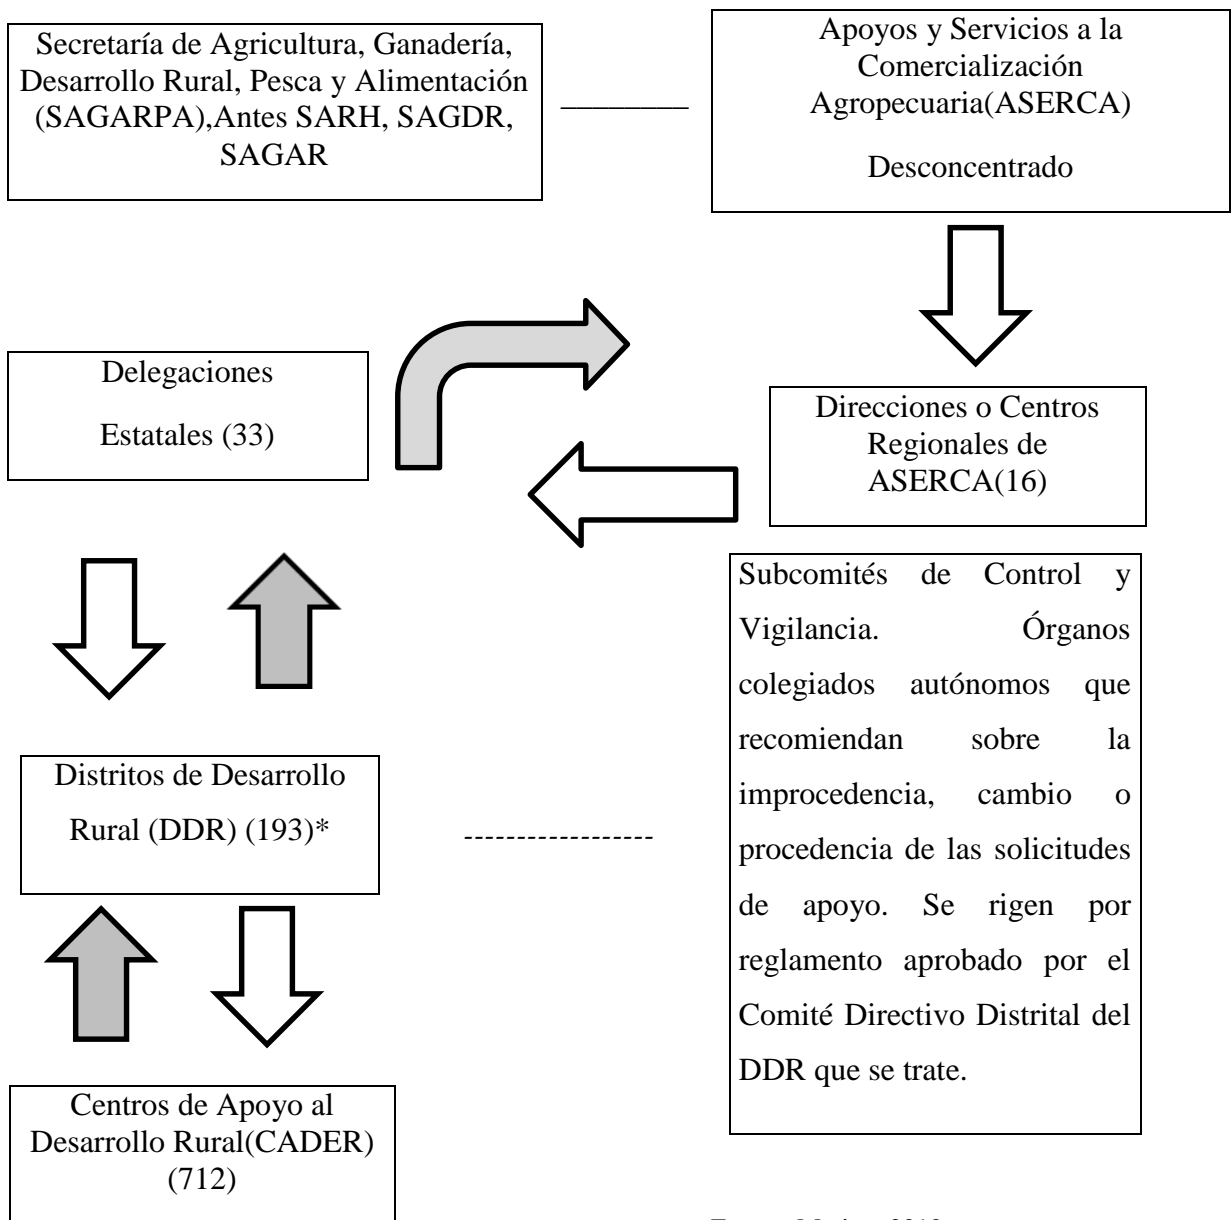 Secretaría de Agricultura, Ganadería,
Desarrollo Rural, Pesca y Alimentación
(SAGARPA),Antes SARH, SAGDR,
SAGAR
Apoyos y Servicios a la
Comercialización
Agropecuaria(ASERCA)
Desconcentrado
Delegaciones
Estatales (33)
Direcciones o Centros
Regionales de
ASERCA(16)
Subcomités de Control y
Vigilancia. Órganos
colegiados autónomos que
recomiendan sobre la
improcedencia, cambio o
procedencia de las solicitudes
de apoyo. Se rigen por
reglamento aprobado por el
Comité Directivo Distrital del
DDR que se trate.
Distritos de Desarrollo
Rural (DDR) (193)*
Centros de Apoyo al
Desarrollo Rural(CADER)
(712)